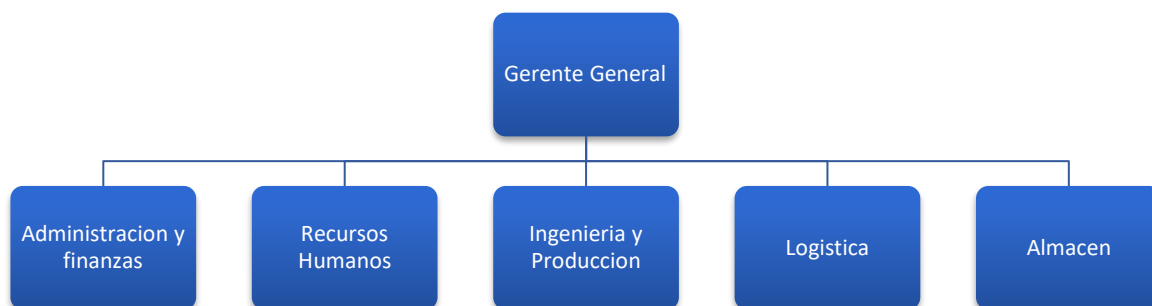 Gerente General
Administracion y
finanzas
Recursos
Humanos
Ingenieria y
Produccion
Logistica
Almacen